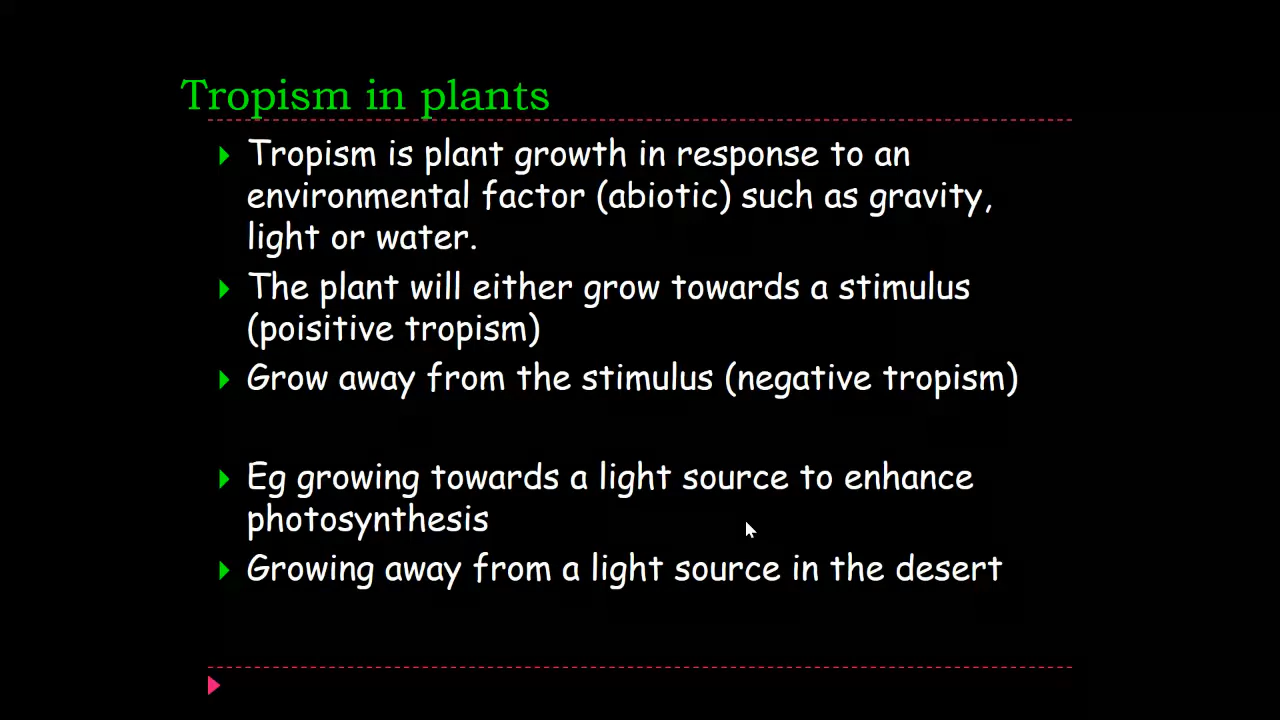 Tropism in plants
Tropism is plant growth in response to an
environmental factor (abiotic) such as gravity,
light or water.
The plant will either grow towards a stimulus
(poisitive tropism)
Grow away from the stimulus (negative tropism)
Eg growing towards a light source to enhance
photosynthesis
Growing away from a light source in the desert